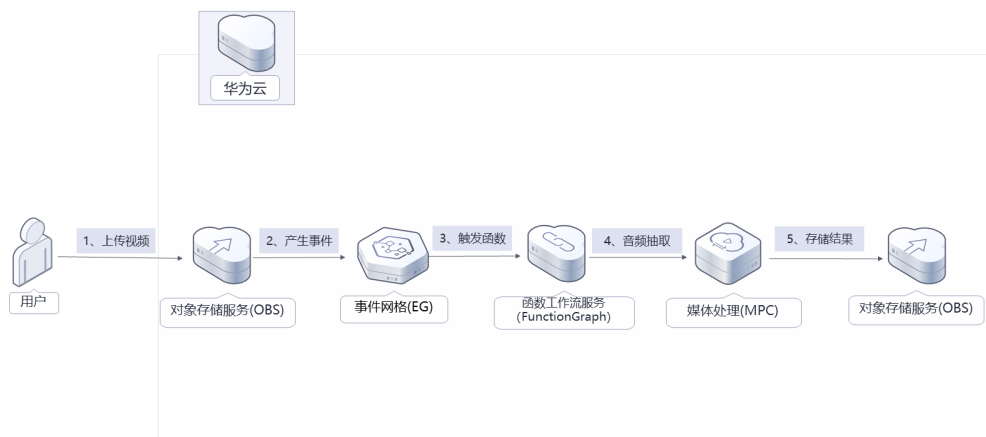 华为云
1、上传视频
2、产生事件
3、触发函数
4、音频抽取
5、存储结果
用户
对象存储服务(OBS)
事件网格(EG)
函数工作流服务
(FunctionGraph)
媒体处理(MPC)
对象存储服务(OBS)